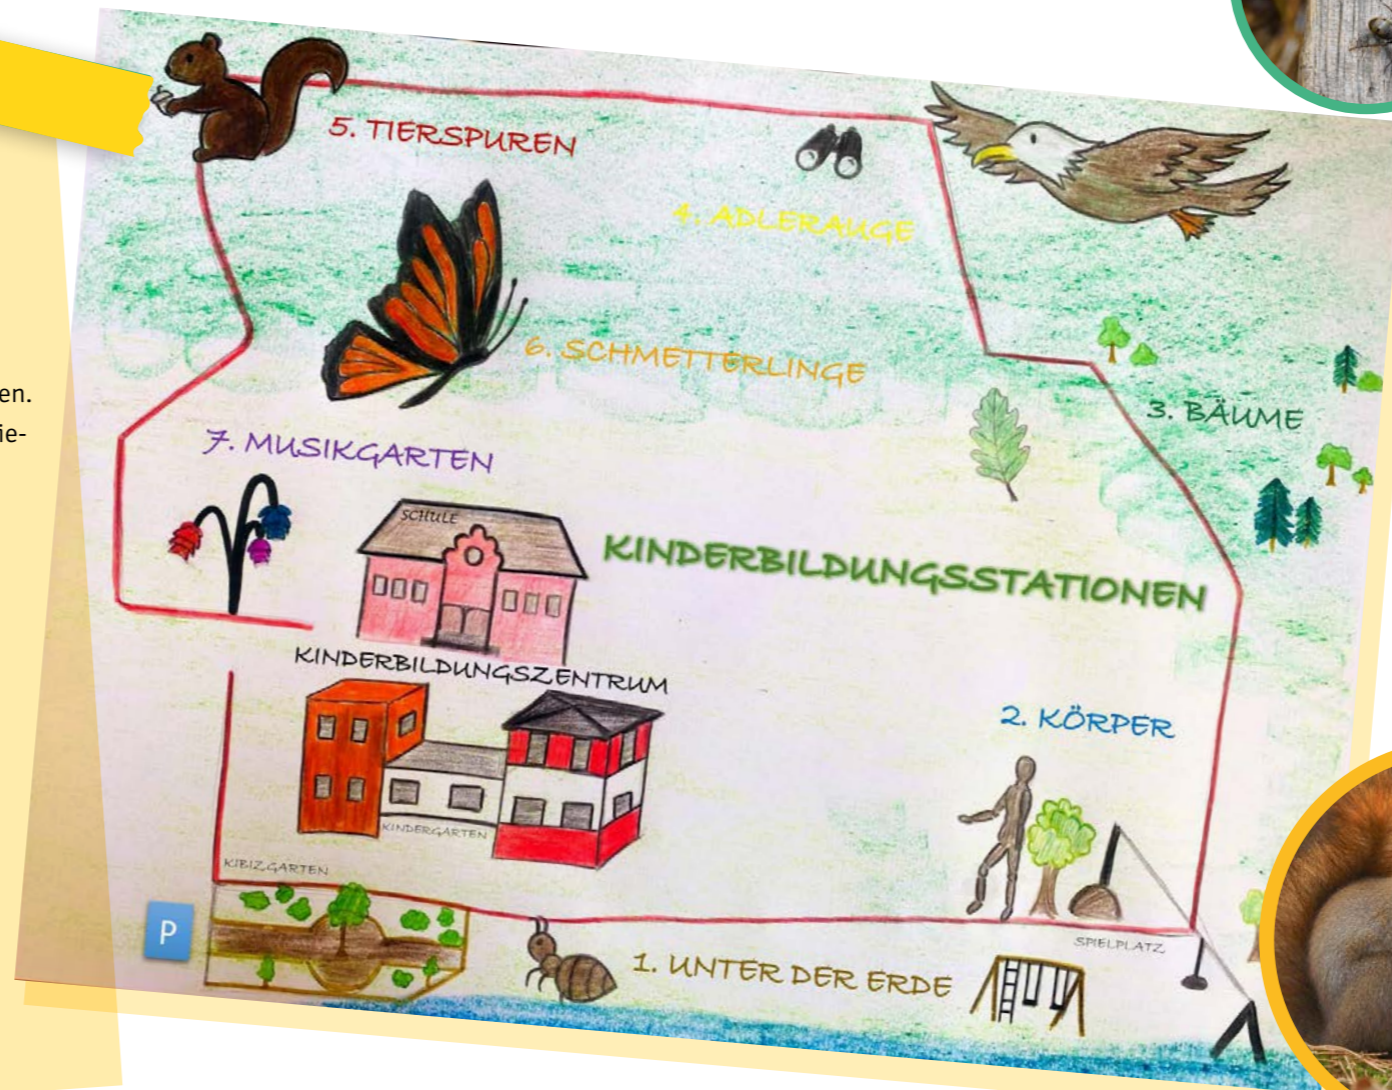 5. TIERSPUREN
4. ADLERAUGE
en.
ie-
6. SCHMETTERLINGE
3. BÄUME
7. MUSIKGARTEN
SCHULE
KINDERBILDUNGSSTATIONEN
KINDERBILDUNGSZENTRUM
2. KÖRPER
KINDERGARTEN
KIBIZGARTEN
P
SPIELPLATZ
1. UNTER DER ERDE